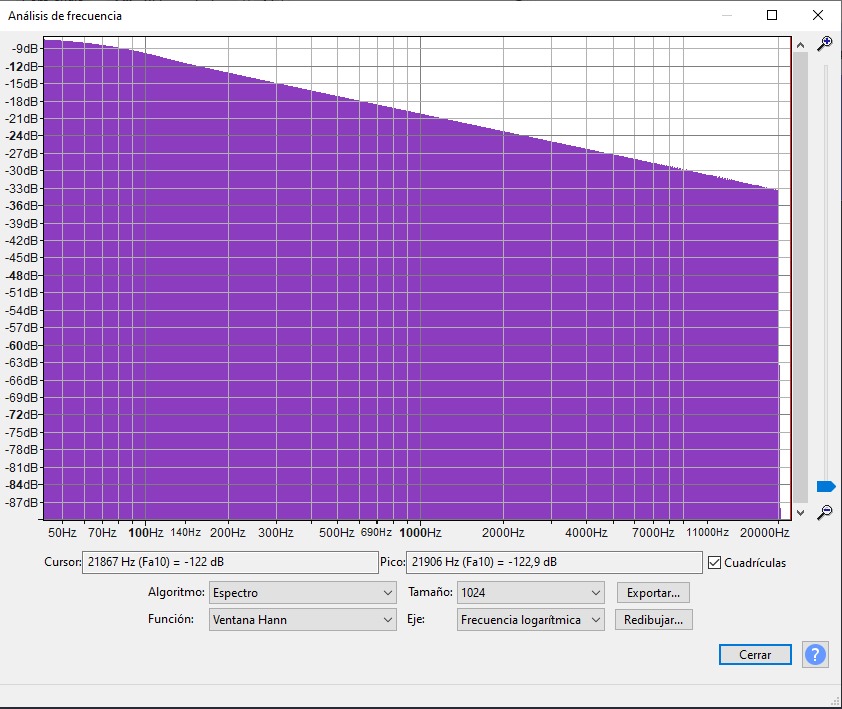 Análisis de frecuencia
-9dB
-12dB
-15dB
-18dB
-21dB
-24dB
-27dB
-30dB
-33dB
-36dB
-39dB
-42dB
-45dB
-48dB
-51dB
-54dB
-57dB
-60dB
-63dB
-66dB
-69dB
-72dB
-75dB
-78dB
-81dB
-84dB
-87dB
50Hz 70Hz 100Hz 140Hz 200Hz 300Hz 500Hz 690Hz 1000Hz 2000Hz 4000Hz 7000Hz 11000Hz 20000Hz
Cursor: 21867 Hz (Fa10) = -122 dB Pico: 21906 Hz (Fa10) = -122,9 dB Cuadrículas
Algoritmo: Espectro Tamaño: 1024 Exportar...
Función: Ventana Hann Eje: Frecuencia logarítmica Redibujar...
Cerrar ?